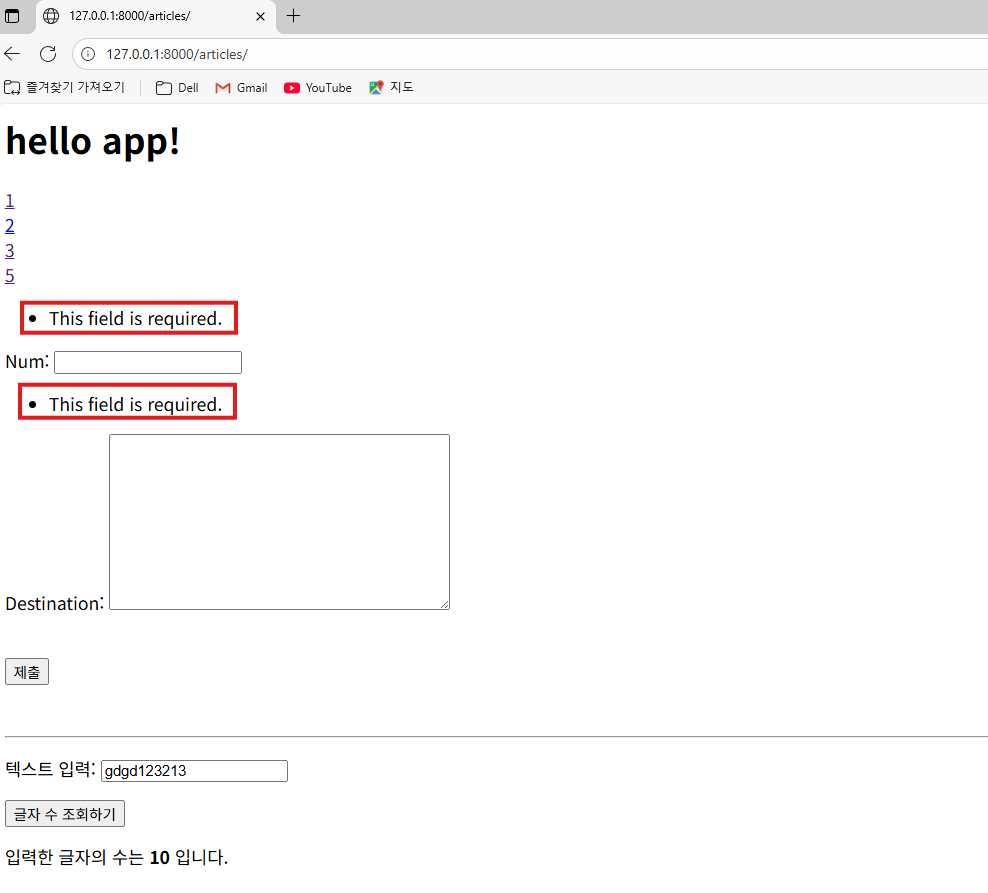 127.0.0.1:8000/articles/
127.0.0.1:8000/articles/
즐겨찾기 가져오기 Dell Gmail YouTube 지도
hello app!
1
2
3
5
This field is required.
Num:
This field is required.
Destination:
제출
텍스트 입력: gdgd123213
글자 수 조회하기
입력한 글자의 수는 10 입니다.